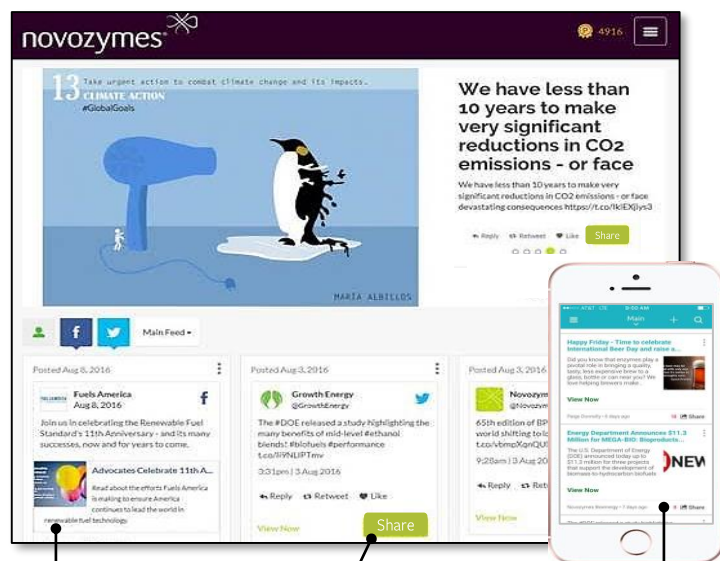 novozymes
4916
13 Take urgent action to combat climate change and its impacts.
CLIMATE ACTION
#GlobalGoals
MARÍA ALBILLOS
We have less than
10 years to make
very significant
reductions in CO2
emissions - or face
We have less than 10 years to make very
significant reductions in CO2 emissions - or face
devastating consequences
Reply Retweet Like Share
Main Feed
Posted Aug 8, 2016
Fuels America
Aug 8, 2016
Join us in celebrating the Renewable Fuel
Standard's 11th Anniversary - and its many
successes, now and for years to come.
Advocates Celebrate 11th A...
Read about the efforts Fuels America
is making to ensure America
continues to lead the world in
renewable fuel technology.
Posted Aug 3, 2016
Growth Energy
@GrowthEnergy
The #DOE released a study highlighting the
many benefits of mid-level #ethanol
blends! #biofuels #performance
t.co/li9NLIPTmv
3:31pm | 3 Aug 2016
Reply Retweet Like
View Now Share
Posted Aug 3, 2016
Novozym
@Novozym
65th edition of BP
world shifting to lo
9:28am | 3 Aug 20
Reply Ret
View Now
9:50 AM
Main
Happy Friday - Time to celebrate
International Beer Day and raise a...
Did you know that enzymes play a
pivotal role in bringing a quality,
tasty, less expensive brew to a
glass, bottle or can near you? We
love helping brewers make
View Now
18 Share
Energy Department Announces $11.3
Million for MEGA-BIO: Bioproducts...
The U.S. Department of Energy
(DOE) announced today up to
$11.3 million for three projects
that support the development of
biomass-to-hydrocarbon biofuels
NEW
View Now
Share